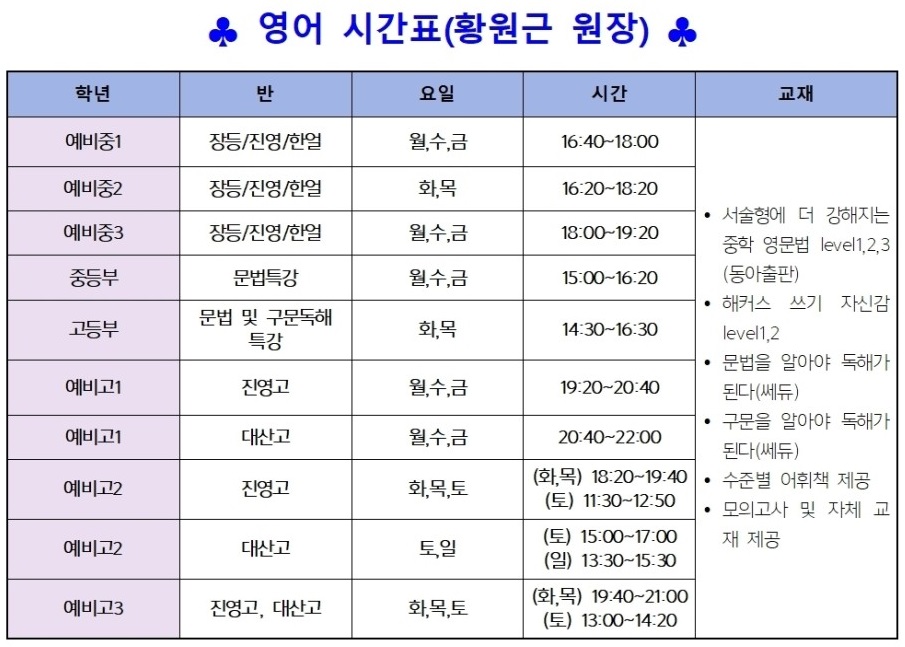 ♣ 영어 시간표(황원근 원장) ♣
학년 반 요일 시간 교재
예비중1 장등/진영/한얼 월,수,금 16:40~18:00
예비중2 장등/진영/한얼 화,목 16:20~18:20
예비중3 장등/진영/한얼 월,수,금 18:00~19:20
중등부 문법특강 월,수,금 15:00~16:20
고등부 문법 및 구문독해
특강 화,목 14:30~16:30
예비고1 진영고 월,수,금 19:20~20:40
예비고1 대산고 월,수,금 20:40~22:00
예비고2 진영고 화,목,토 (화,목) 18:20~19:40
(토) 11:30~12:50
예비고2 대산고 토,일 (토) 15:00~17:00
(일) 13:30~15:30
예비고3 진영고, 대산고 화,목,토 (화,목) 19:40~21:00
(토) 13:00~14:20
• 서술형에 더 강해지는
중학 영문법 level1,2,3
(동아출판)
• 해커스 쓰기 자신감
level1,2
• 문법을 알아야 독해가
된다(쎄듀)
• 구문을 알아야 독해가
된다(쎄듀)
• 수준별 어휘책 제공
• 모의고사 및 자체 교
재 제공